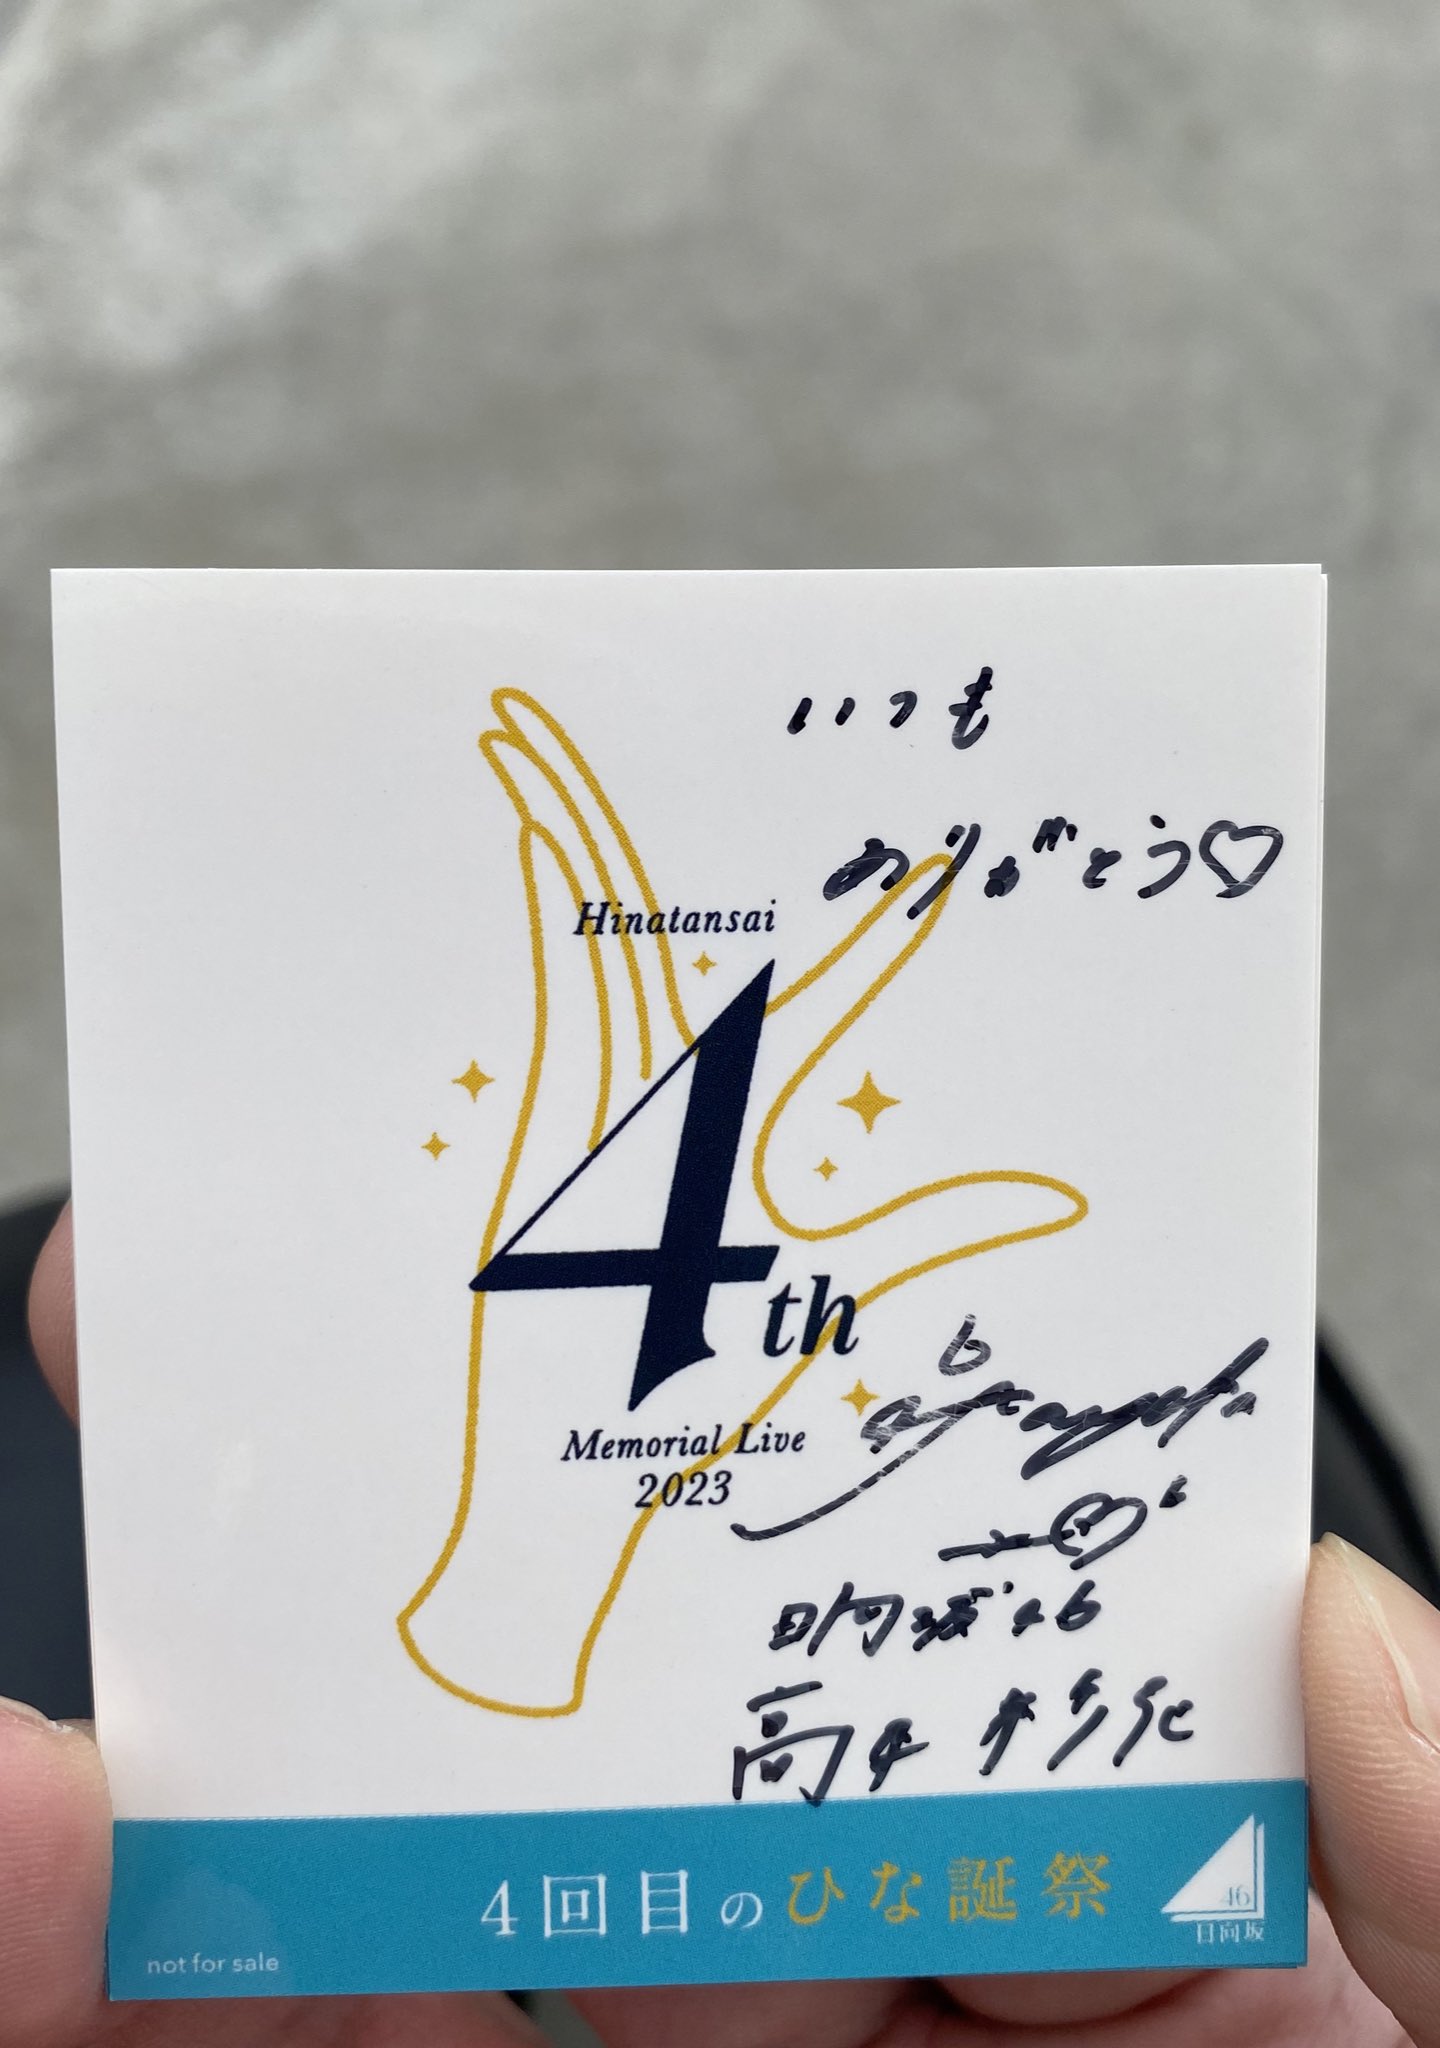 いつも
ありがとう♡
Hinatansai
4th
Memorial Live
2023
日向坂46
高本 彩花
4回目のひな誕祭
46
日向坂
not for sale